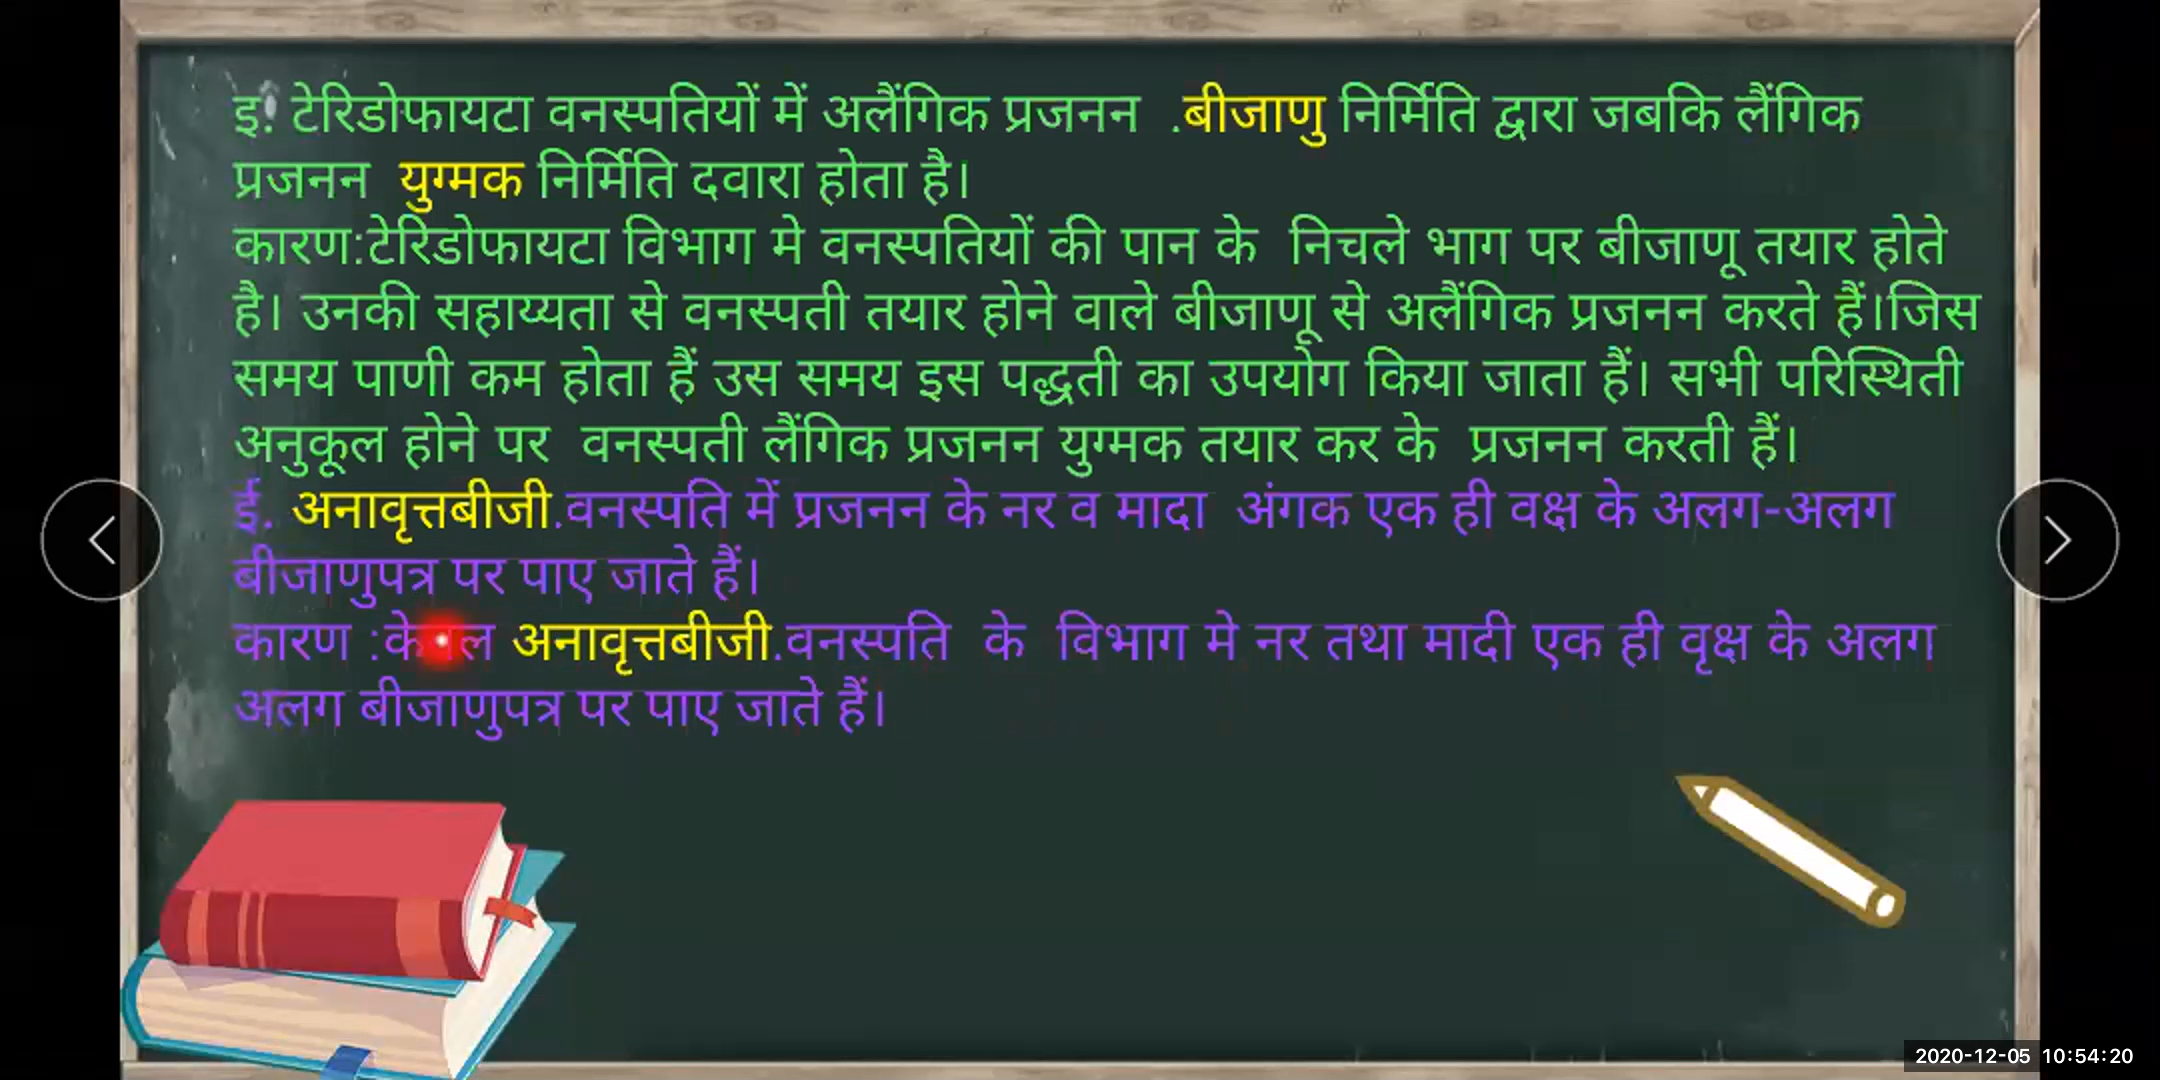 इ. टेरिडोफायटा वनस्पतियों में अलैंगिक प्रजनन .बीजाणु निर्मिति द्वारा जबकि लैंगिक
प्रजनन युग्मक निर्मिति दवारा होता है।
कारण:टेरिडोफायटा विभाग मे वनस्पतियों की पान के निचले भाग पर बीजाणू तयार होते
है। उनकी सहाय्यता से वनस्पती तयार होने वाले बीजाणू से अलैंगिक प्रजनन करते हैं।जिस
समय पाणी कम होता हैं उस समय इस पद्धती का उपयोग किया जाता हैं। सभी परिस्थिती
अनुकूल होने पर वनस्पती लैंगिक प्रजनन युग्मक तयार कर के प्रजनन करती हैं।
ई. अनावृत्तबीजी.वनस्पति में प्रजनन के नर व मादा अंगक एक ही वक्ष के अलग-अलग
बीजाणुपत्र पर पाए जाते हैं।
कारण : अनावृत्तबीजी.वनस्पति के विभाग मे नर तथा मादी एक ही वृक्ष के अलग
अलग बीजाणुपत्र पर पाए जाते हैं।
2020-12-05 10:54:20